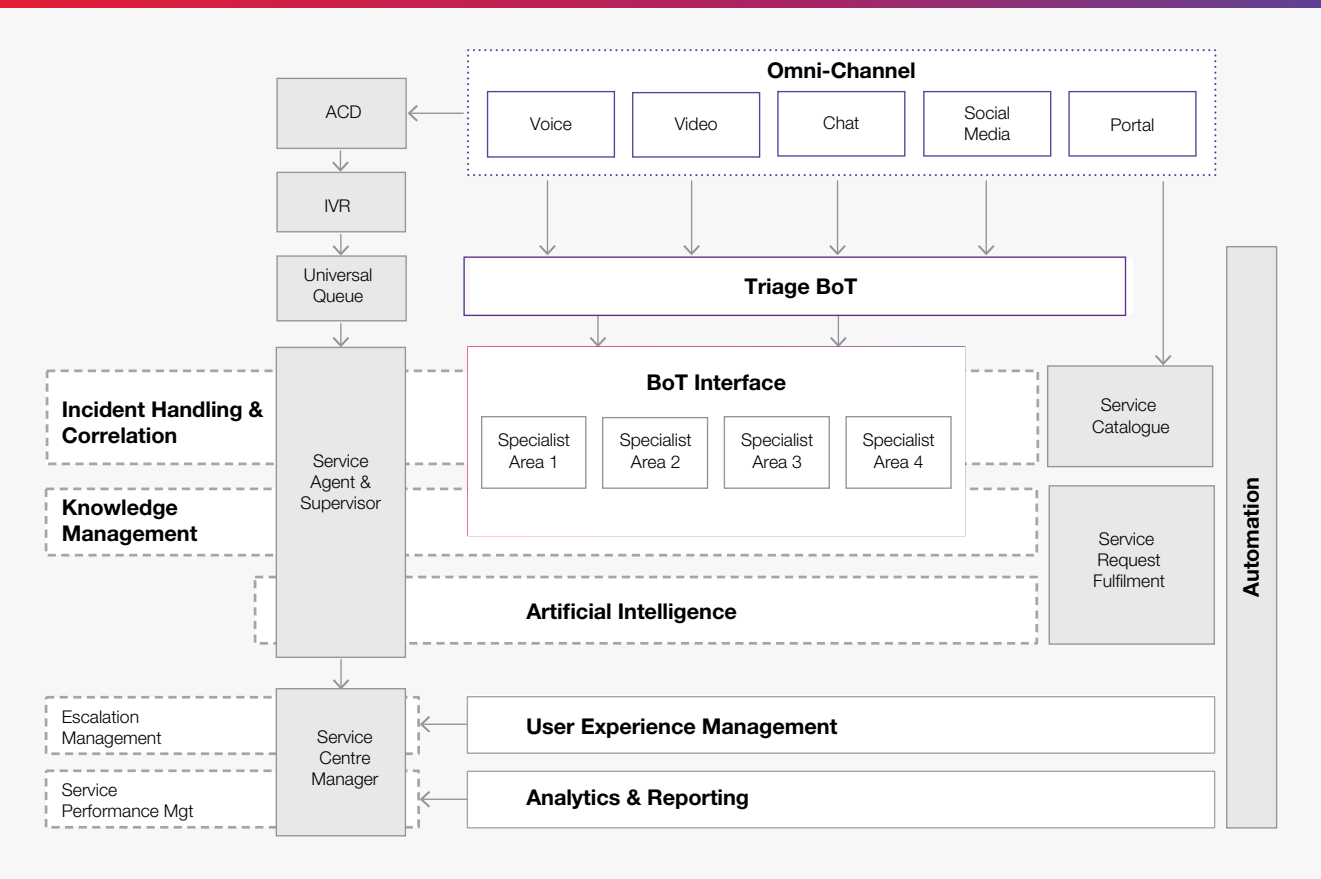 Omni-Channel
ACD
Voice
Video
Chat
Social
Media
Portal
IVR
Universal
Queue
Triage BoT
BoT Interface
Incident Handling &
Correlation
Service
Agent &
Supervisor
Specialist
Area 1
Specialist
Area 2
Specialist
Area 3
Specialist
Area 4
Service
Catalogue
Knowledge
Management
Service
Request
Fulfilment
Automation
Artificial Intelligence
Escalation
Management
Service
Centre
Manager
User Experience Management
Service
Performance Mgt
Analytics & Reporting